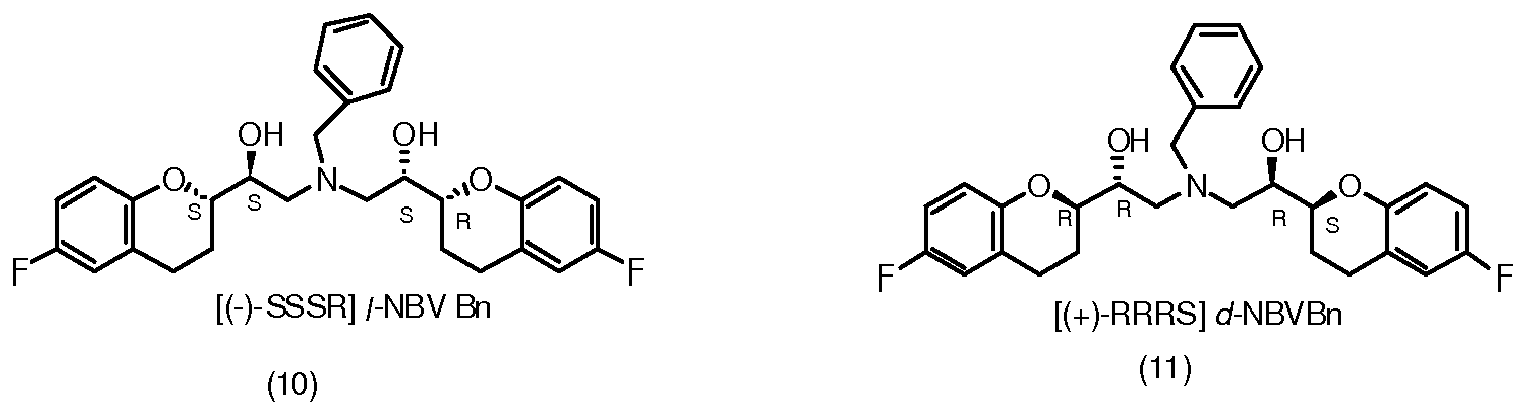 OH OH
O N O
S S S R
F F
[(-)-SSSR] l-NBV Bn
(10)
OH OH
O N O
R R R S
F F
[(+)-RRRS] d-NBVBn
(11)